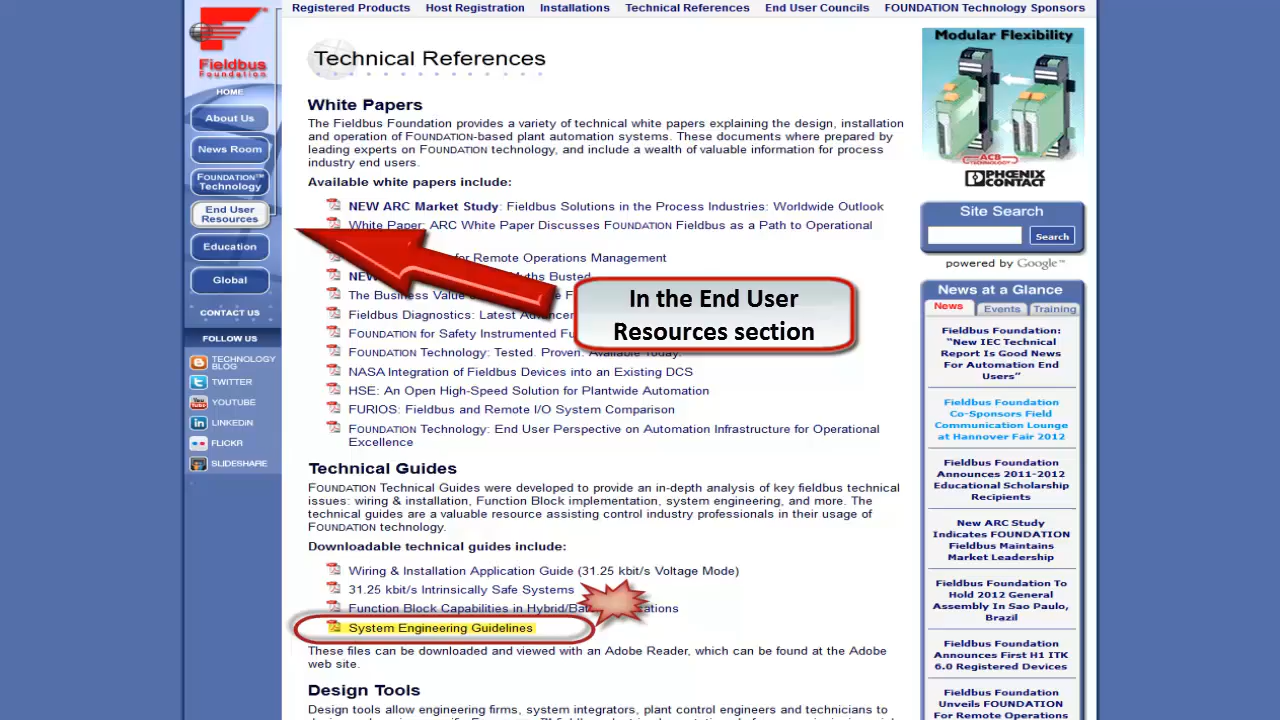 Registered Products Host Registration Installations Technical References End User Councils FOUNDATION Technology Sponsors
Fieldbus
Foundation
HOME
About Us
News Room
FOUNDATION™
Technology
End User
Resources
Education
Global
CONTACT US
FOLLOW US
TECHNOLOGY
BLOG
TWITTER
YOUTUBE
LINKEDIN
FLICKR
SLIDESHARE
Technical References
White Papers
The Fieldbus Foundation provides a variety of technical white papers explaining the design, installation
and operation of FOUNDATION-based plant automation systems. These documents where prepared by
leading experts on FOUNDATION technology, and include a wealth of valuable information for process
industry end users.
Available white papers include:
NEW ARC Market Study: Fieldbus Solutions in the Process Industries: Worldwide Outlook
White Paper: ARC White Paper Discusses FOUNDATION Fieldbus as a Path to Operational
for Remote Operations Management
NEW Myths Busted
The Business Value
Fieldbus Diagnostics: Latest
FOUNDATION for Safety Instrumented
FOUNDATION Technology: Tested. Proven. Available Today.
NASA Integration of Fieldbus Devices into an Existing DCS
HSE: An Open High-Speed Solution for Plantwide Automation
FURIOS: Fieldbus and Remote I/O System Comparison
FOUNDATION Technology: End User Perspective on Automation Infrastructure for Operational
Excellence
In the End User
Resources section
Technical Guides
FOUNDATION Technical Guides were developed to provide an in-depth analysis of key fieldbus technical
issues: wiring & installation, Function Block implementation, system engineering, and more. The
technical guides are a valuable resource assisting control industry professionals in their usage of
FOUNDATION technology.
Downloadable technical guides include:
Wiring & Installation Application Guide (31.25 kbit/s Voltage Mode)
31.25 kbit/s Intrinsically Safe Systems
Function Block Capabilities in
System Engineering Guidelines
These files can be downloaded and viewed with an Adobe Reader, which can be found at the Adobe
web site.
Design Tools
Design tools allow engineering firms, system integrators, plant control engineers and technicians to
Modular Flexibility
ACB
TECHNOLOGY
PHŒNIX
CONTACT
Site Search
Search
powered by Google™
News at a Glance
News Events Training
Fieldbus Foundation:
“New IEC Technical
Report Is Good News
For Automation End
Users”
Fieldbus Foundation
Co-Sponsors Field
Communication Lounge
at Hannover Fair 2012
Fieldbus Foundation
Announces 2011-2012
Educational Scholarship
Recipients
New ARC Study
Indicates FOUNDATION
Fieldbus Maintains
Market Leadership
Fieldbus Foundation To
Hold 2012 General
Assembly In Sao Paulo,
Brazil
Fieldbus Foundation
Announces First H1 ITK
6.0 Registered Devices
Fieldbus Foundation
Unveils FOUNDATION
For Remote Operations